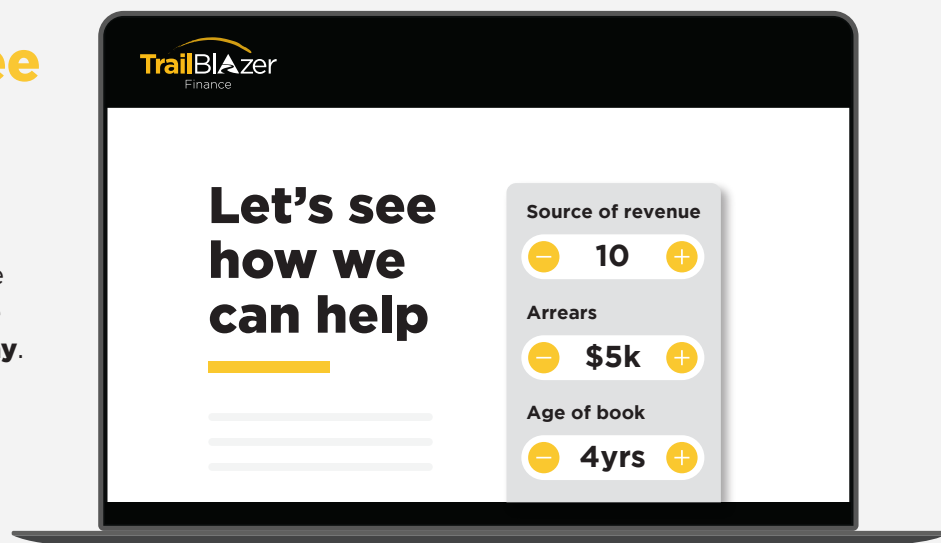 TrailBlAzer
Finance
Let’s see
how we
can help
Source of revenue
10
Arrears
$5k
Age of book
4yrs